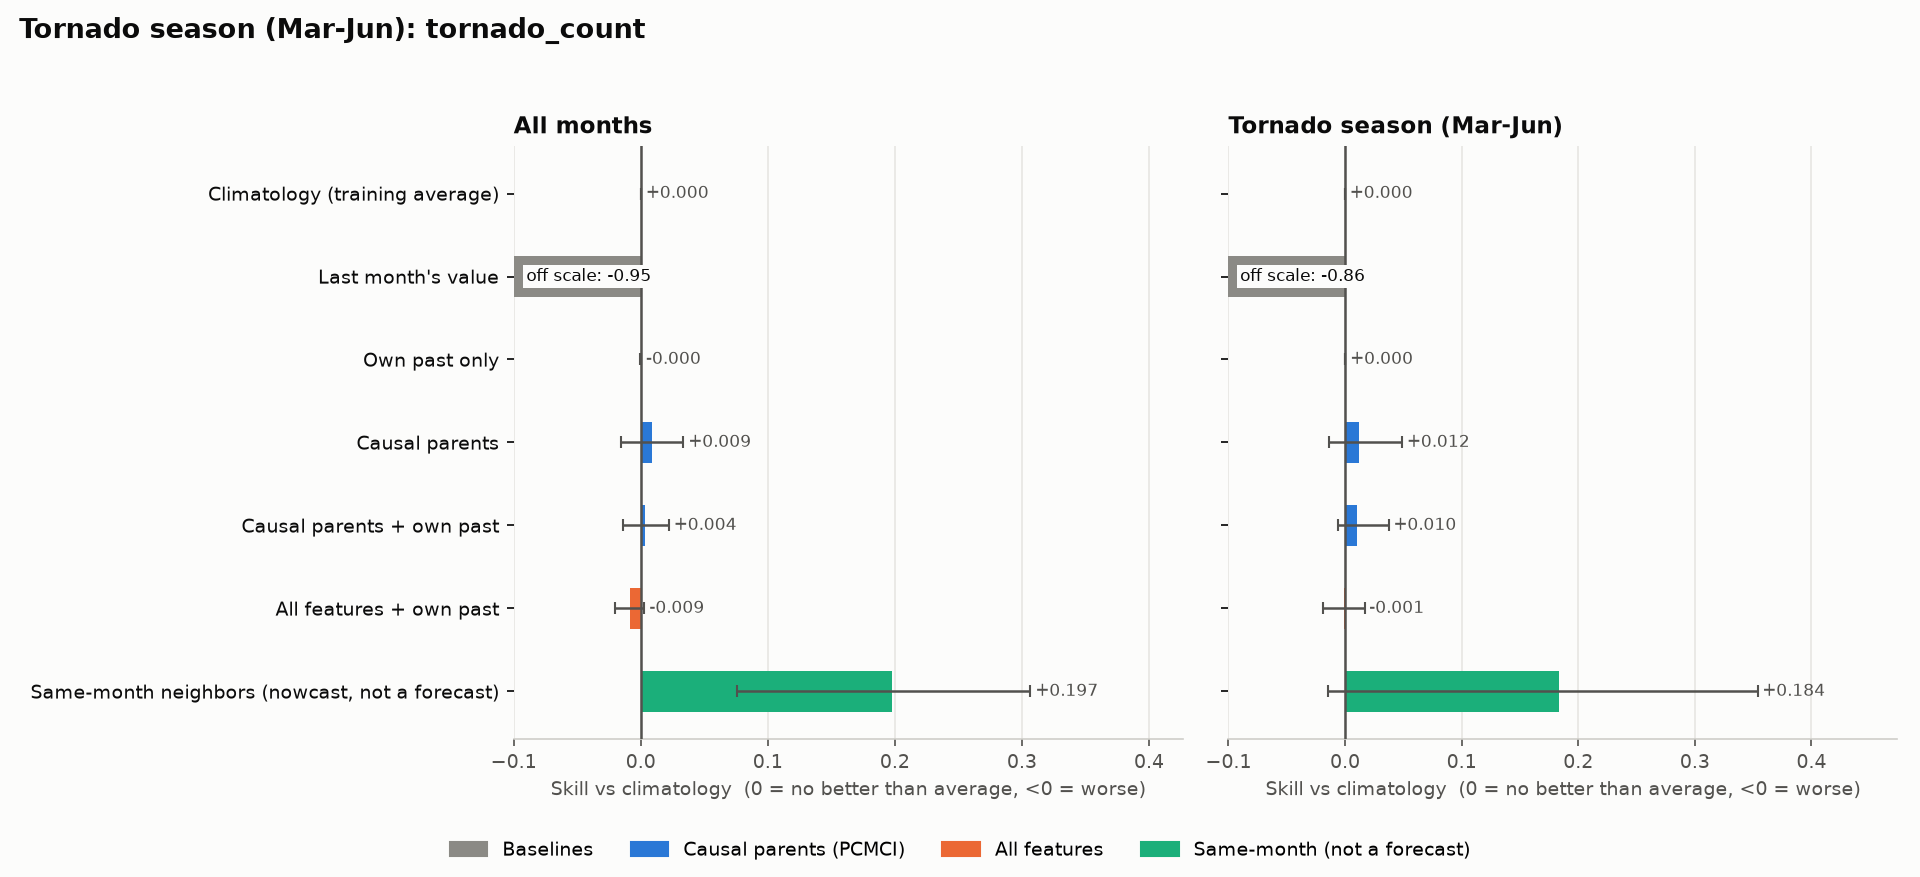 Tornado season (Mar-Jun): tornado_count
All months
Climatology (training average)
+0.000
Last month's value
off scale: -0.95
Own past only
-0.000
Causal parents
+0.009
Causal parents + own past
+0.004
All features + own past
-0.009
Same-month neighbors (nowcast, not a forecast)
+0.197
−0.1 0.0 0.1 0.2 0.3 0.4
Skill vs climatology (0 = no better than average, <0 = worse)
Tornado season (Mar-Jun)
+0.000
off scale: -0.86
+0.000
+0.012
+0.010
-0.001
+0.184
−0.1 0.0 0.1 0.2 0.3 0.4
Skill vs climatology (0 = no better than average, <0 = worse)
Baselines
Causal parents (PCMCI)
All features
Same-month (not a forecast)